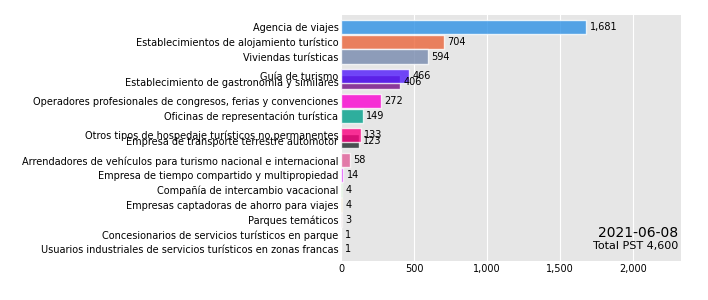 Agencia de viajes 1,681
Establecimientos de alojamiento turístico 704
Viviendas turísticas 594
Guía de turismo 466
Establecimiento de gastronomía y similares 406
Operadores profesionales de congresos, ferias y convenciones 272
Oficinas de representación turística 149
Otros tipos de hospedaje turísticos no permanentes 133
Empresa de transporte terrestre automotor 123
Arrendadores de vehículos para turismo nacional e internacional 58
Empresa de tiempo compartido y multipropiedad 14
Compañía de intercambio vacacional 4
Empresas captadoras de ahorro para viajes 4
Parques temáticos 3
Concesionarios de servicios turísticos en parque 1
2021-06-08
Total PST 4,600
Usuarios industriales de servicios turísticos en zonas francas 1
0 500 1,000 1,500 2,000